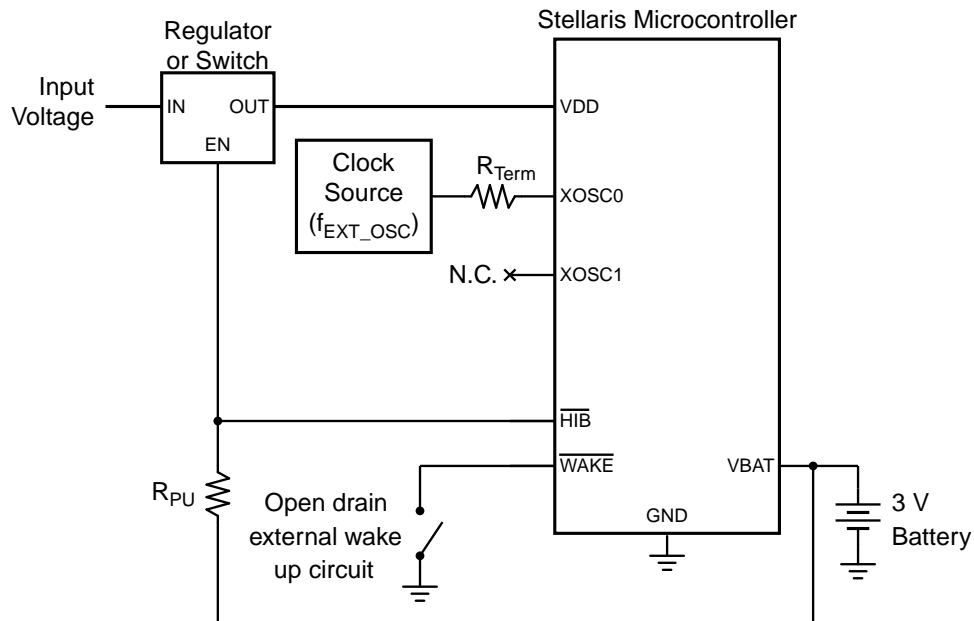 Stellaris Microcontroller
Regulator
or Switch
Input
Voltage
IN
OUT
EN
VDD
Clock
Source
(fEXT_OSC)
RTerm
XOSC0
N.C.
XOSC1
HIB
WAKE
VBAT
RPU
Open drain
external wake
up circuit
GND
3 V
Battery